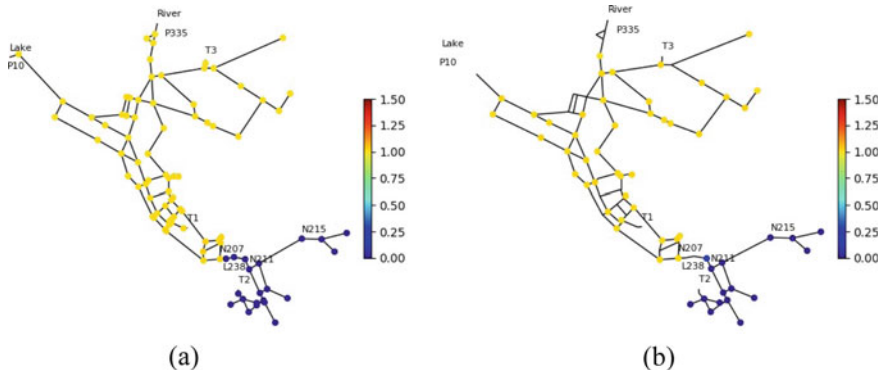 River
P335
Lake
P10
T3
T1
N207
N211
L238
T2
N215
1.50
1.25
1.00
0.75
0.50
0.25
0.00
(a)
River
P335
Lake
P10
T3
T1
N207
N211
L238
T2
N215
1.50
1.25
1.00
0.75
0.50
0.25
0.00
(b)